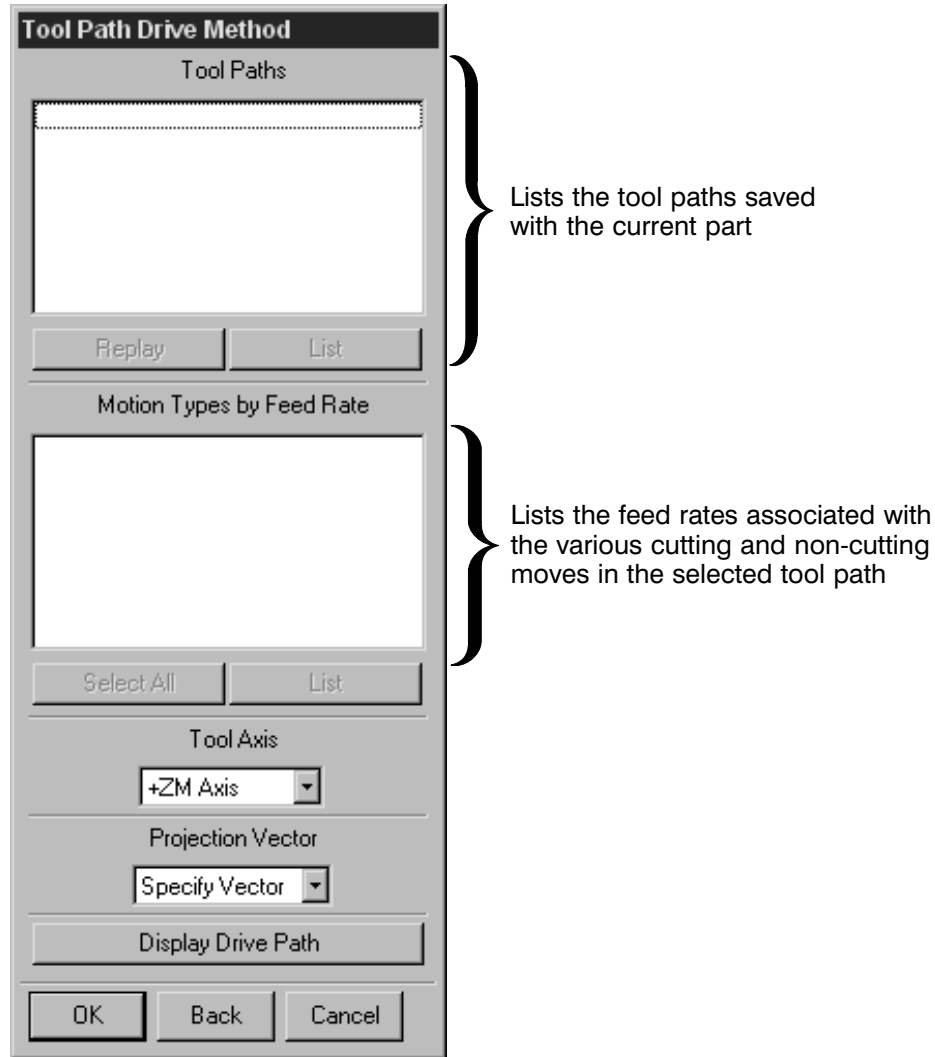 Tool Path Drive Method
Tool Paths
Lists the tool paths saved
with the current part
Replay List
Motion Types by Feed Rate
Lists the feed rates associated with
the various cutting and non-cutting
moves in the selected tool path
Select All List
Tool Axis
+ZM Axis
Projection Vector
Specify Vector
Display Drive Path
OK Back Cancel